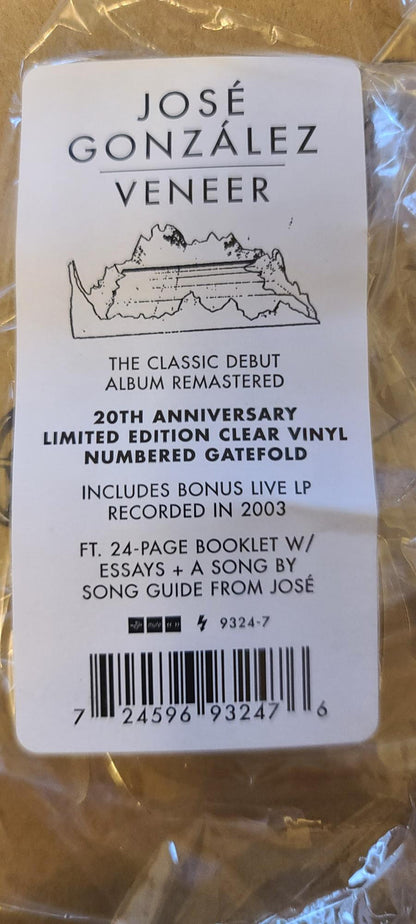 JOSÉ
GONZÁLEZ
VENEER
THE CLASSIC DEBUT
ALBUM REMASTERED
20TH ANNIVERSARY
LIMITED EDITION CLEAR VINYL
NUMBERED GATEFOLD
INCLUDES BONUS LIVE LP
RECORDED IN 2003
FT. 24-PAGE BOOKLET W/
ESSAYS + A SONG BY
SONG GUIDE FROM JOSÉ
9324-7
7 24596 93247 6